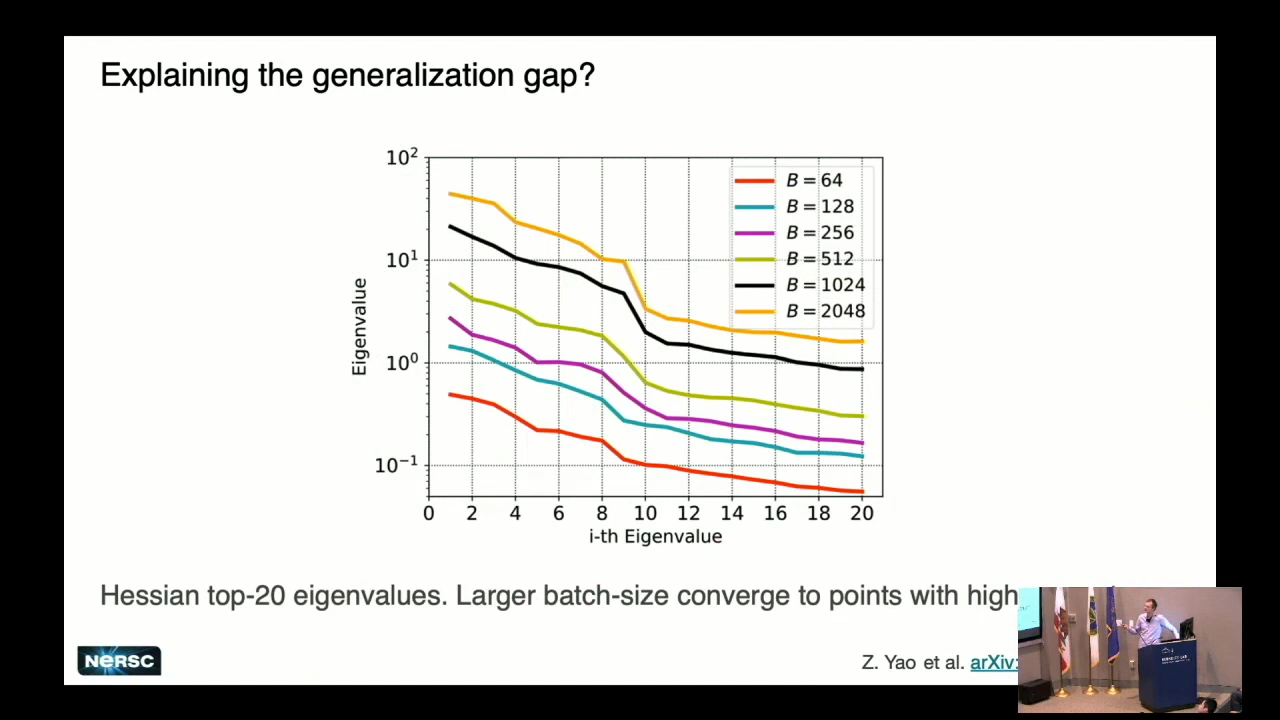 Explaining the generalization gap?
10²
10¹
10⁰
10⁻¹
Eigenvalue
B = 64
B = 128
B = 256
B = 512
B = 1024
B = 2048
0 2 4 6 8 10 12 14 16 18 20
i-th Eigenvalue
Hessian top-20 eigenvalues. Larger batch-size converge to points with high
NERSC
Z. Yao et al. arXiv: